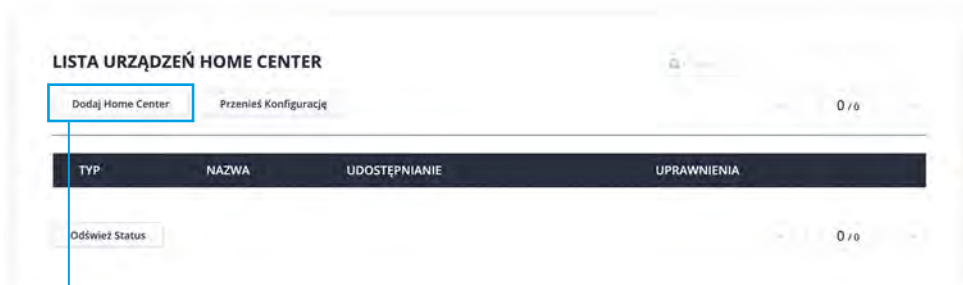 LISTA URZĄDZEŃ HOME CENTER
Dodaj Home Center Przenieś Konfigurację 0 / 0
TYP NAZWA UDOSTĘPNIANIE UPRAWNIENIA
Odśwież Status 0 / 0